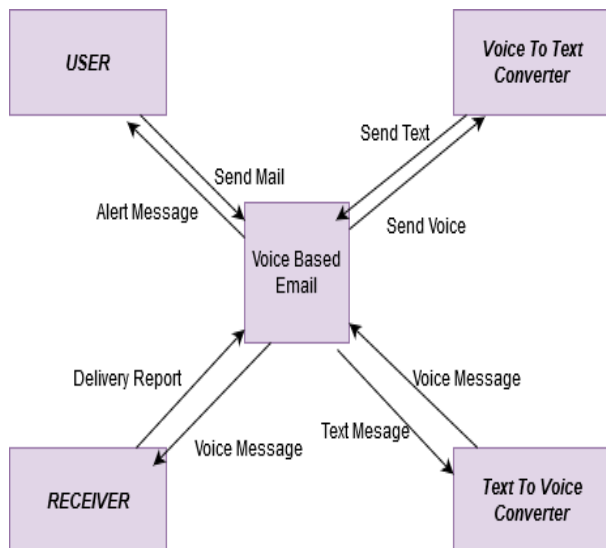 USER
Voice To Text
Converter
Send Text
Send Mail
Alert Message
Send Voice
Voice Based
Email
Delivery Report
Voice Message
Voice Message
Text Mesage
RECEIVER
Text To Voice
Converter